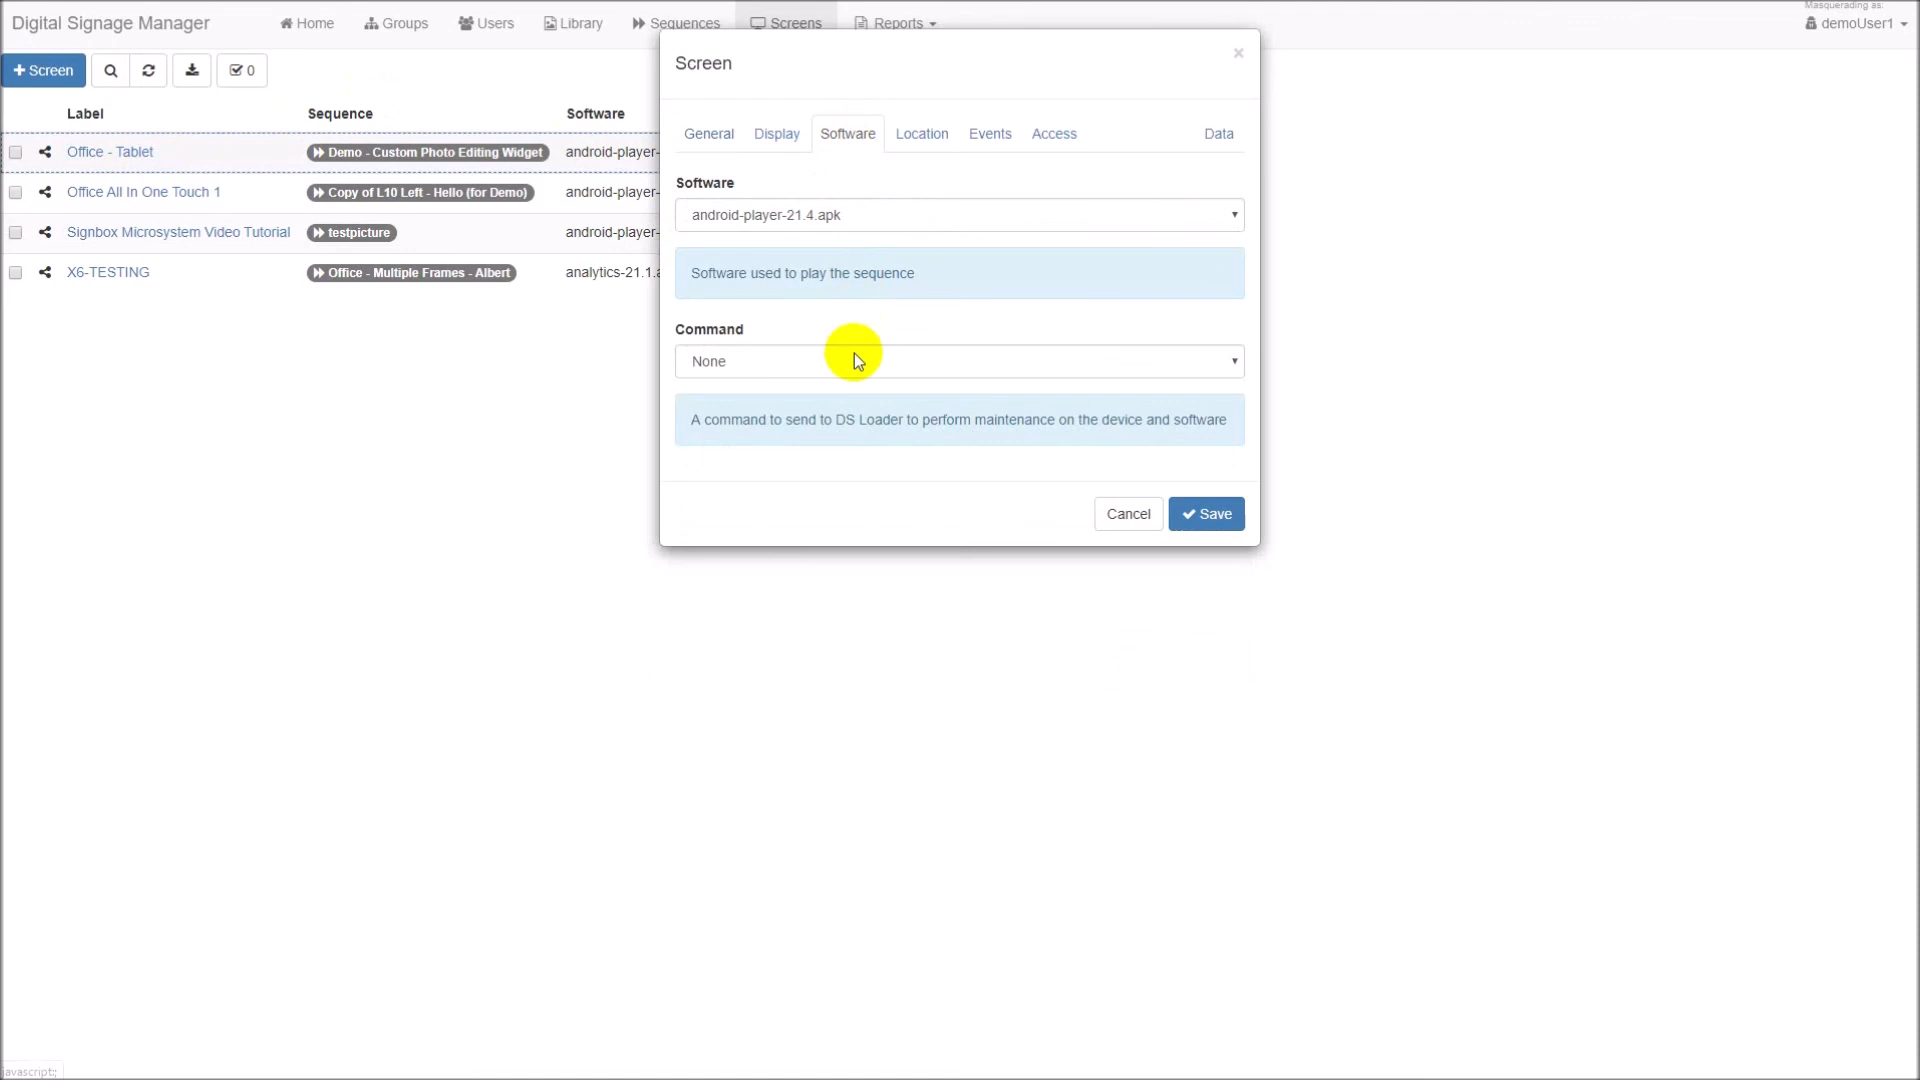 Masquerading as:
Digital Signage Manager Home Groups Users Library Sequences Screens Reports demoUser1
Screen 0
Label Sequence Software
Office - Tablet Demo - Custom Photo Editing Widget android-player-
Office All In One Touch 1 Copy of L10 Left - Hello (for Demo) android-player-
Signbox Microsystem Video Tutorial testpicture android-player-
X6-TESTING Office - Multiple Frames - Albert analytics-21.1.a
Screen ×
General Display Software Location Events Access Data
Software
android-player-21.4.apk
Software used to play the sequence
Command
None
A command to send to DS Loader to perform maintenance on the device and software
Cancel Save
javascript:;